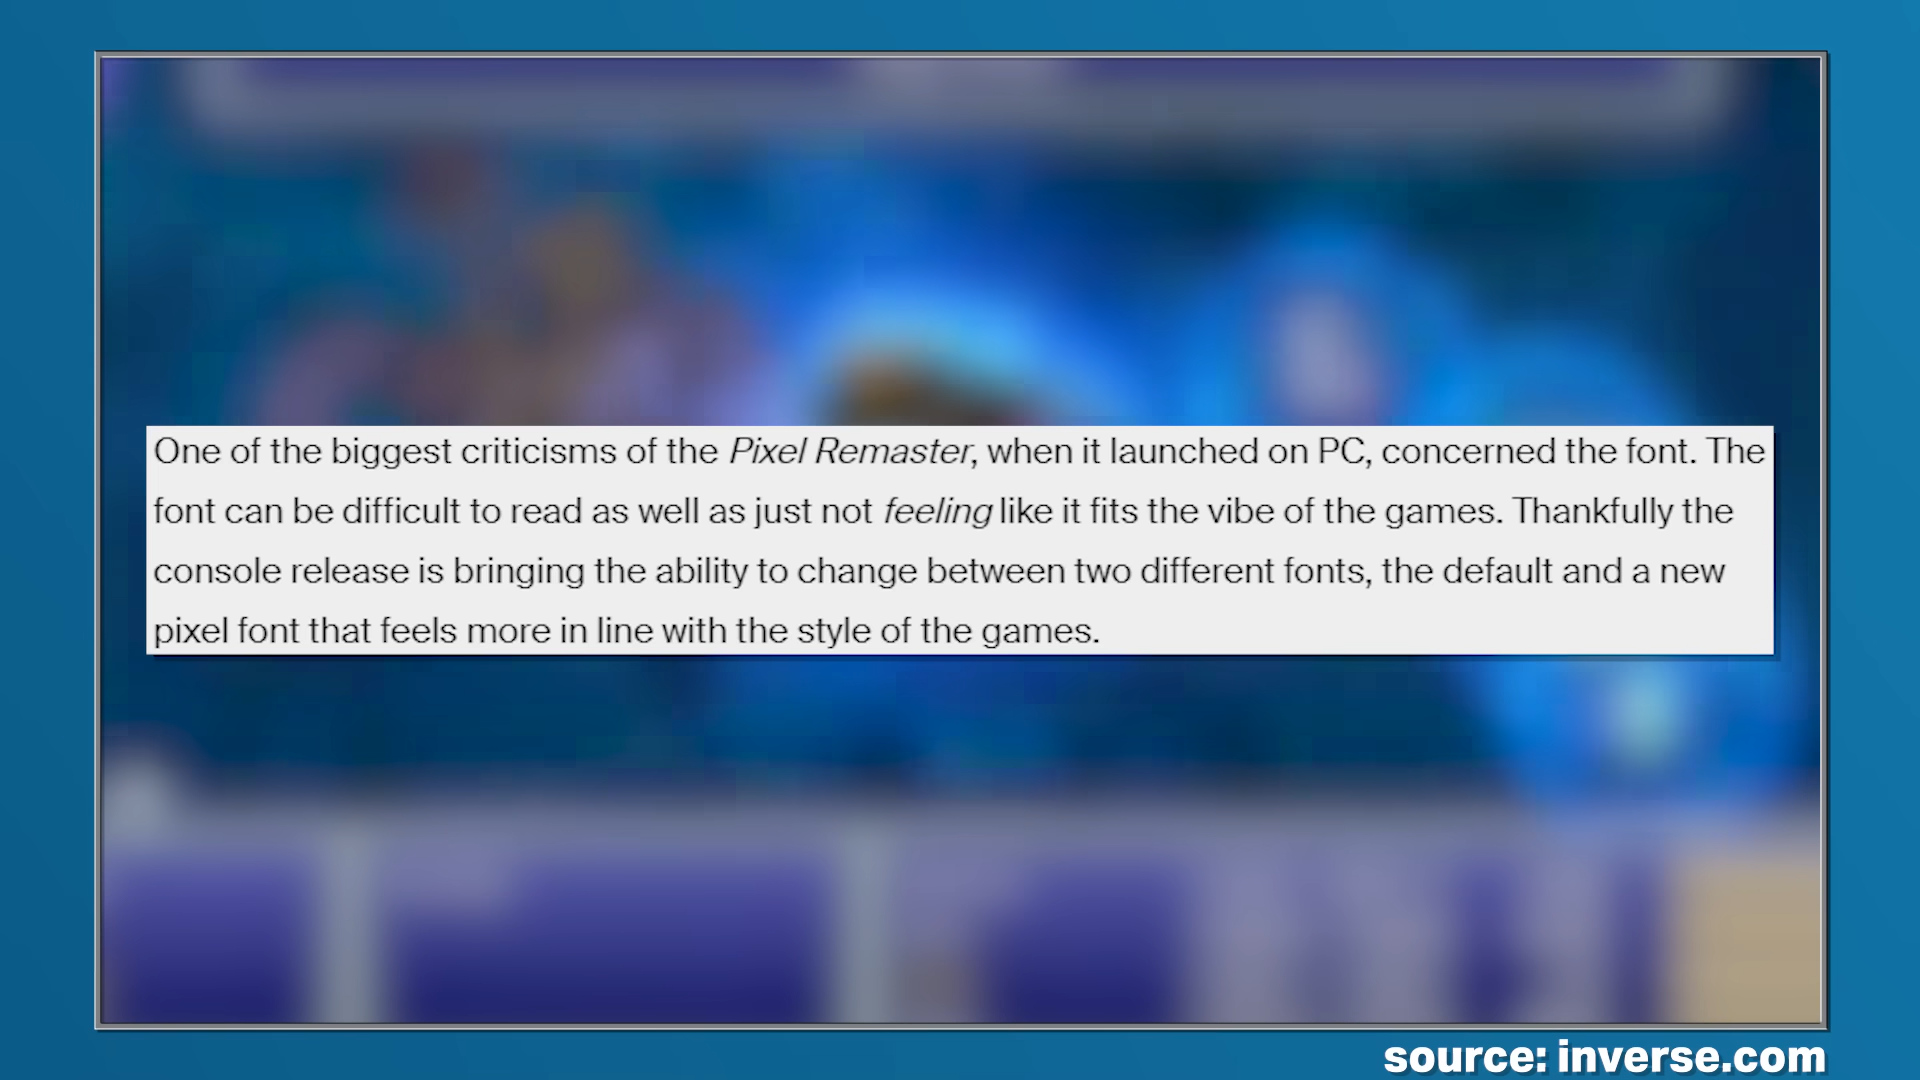 One of the biggest criticisms of the Pixel Remaster, when it launched on PC, concerned the font. The
font can be difficult to read as well as just not feeling like it fits the vibe of the games. Thankfully the
console release is bringing the ability to change between two different fonts, the default and a new
pixel font that feels more in line with the style of the games.
source: inverse.com